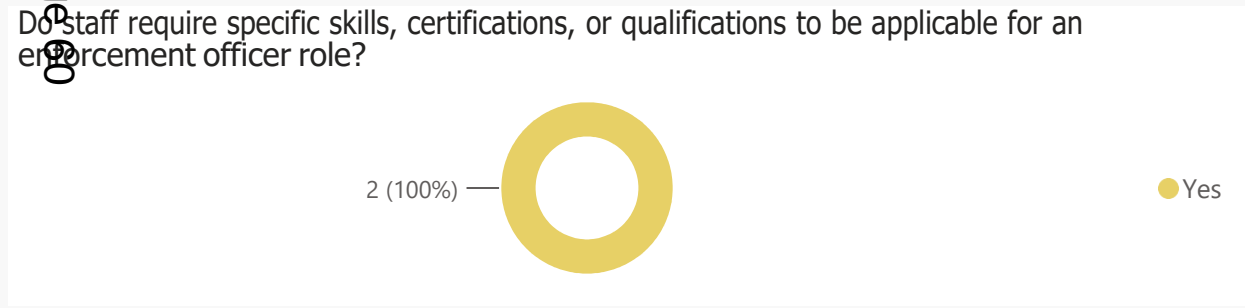 Do staff require specific skills, certifications, or qualifications to be applicable for an
enforcement officer role?
2 (100%)
Yes
e 60